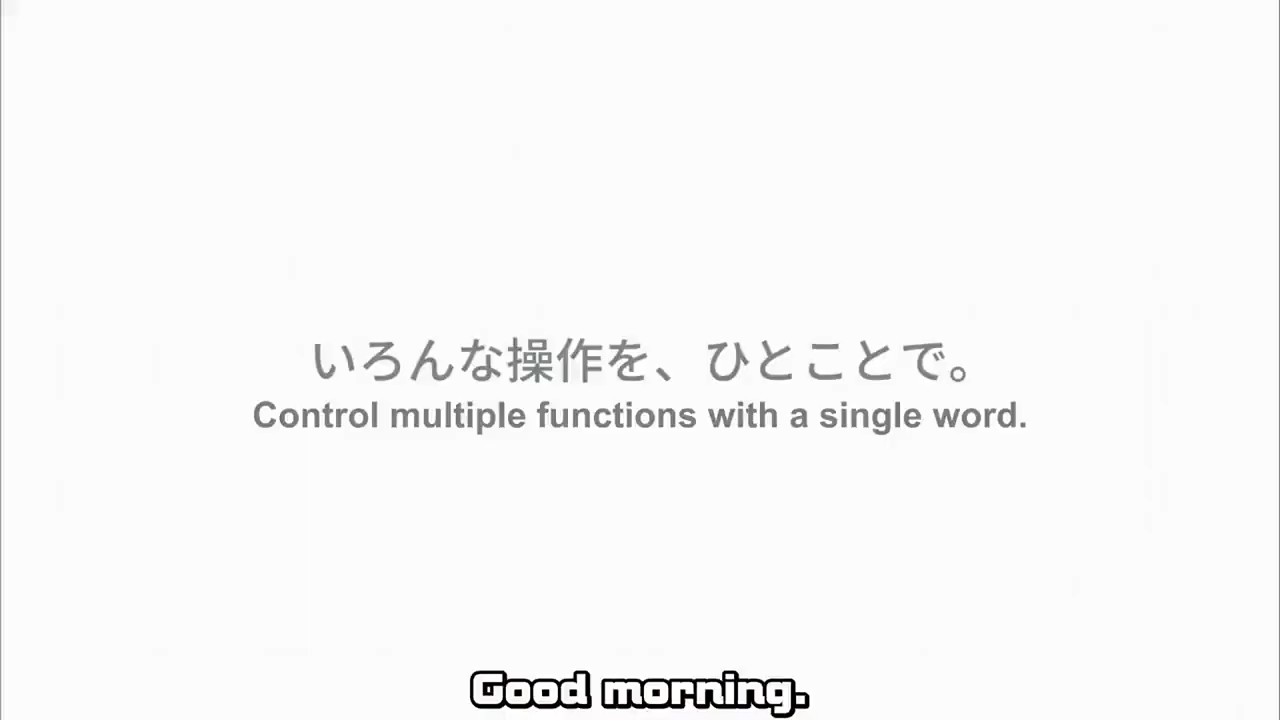 いろんな操作を、ひとことで。
Control multiple functions with a single word.
Good morning.